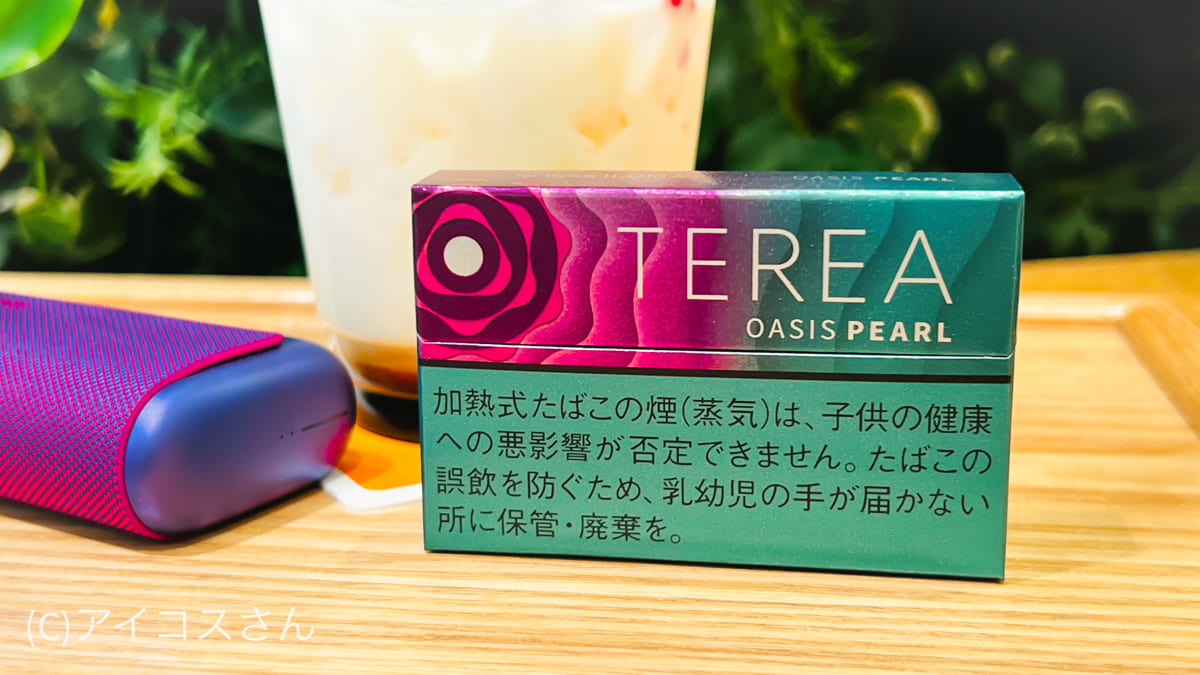 OASIS PEARL
TEREA
OASIS PEARL
加熱式たばこの煙(蒸気)は、子供の健康
への悪影響が否定できません。たばこの
誤飲を防ぐため、乳幼児の手が届かない
所に保管・廃棄を。
(C)アイコスさん